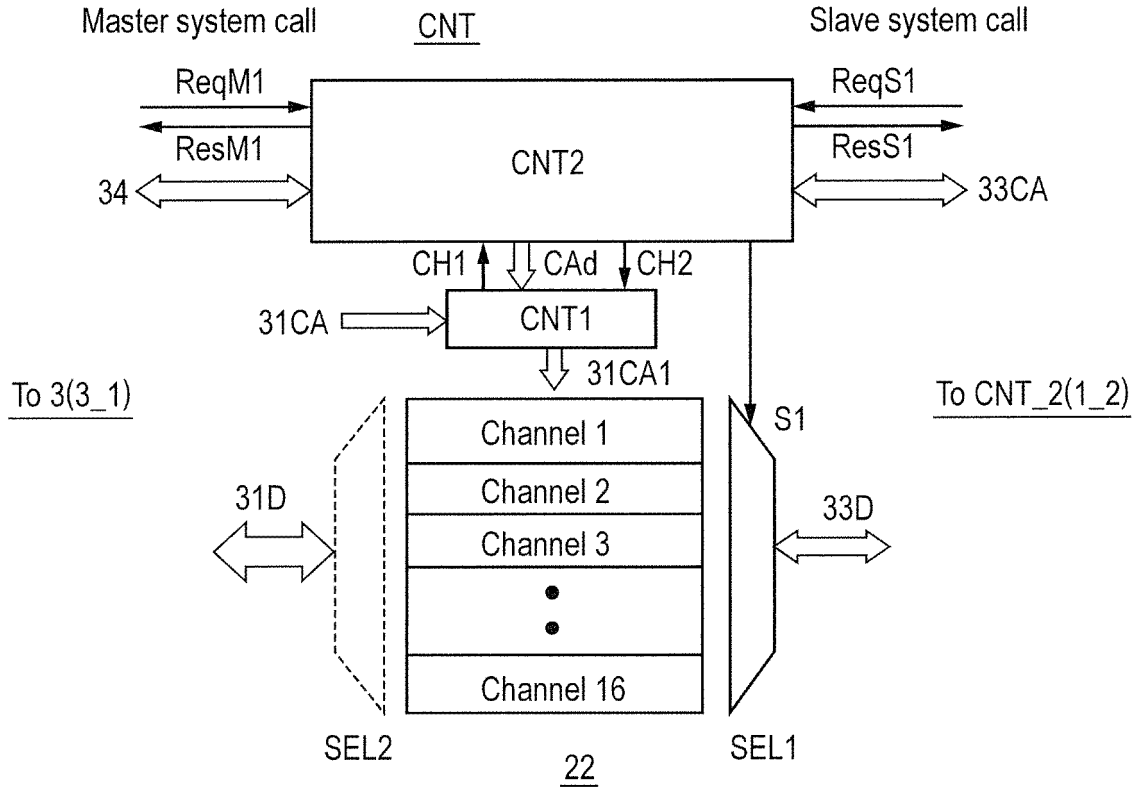 Master system call
CNT
Slave system call
ReqM1
ReqS1
ResM1
ResS1
CNT2
34
33CA
CH1
CAd
CH2
31CA
CNT1
31CA1
To 3(3_1)
To CNT_2(1_2)
S1
Channel 1
Channel 2
31D
33D
Channel 3
Channel 16
SEL2
SEL1
22